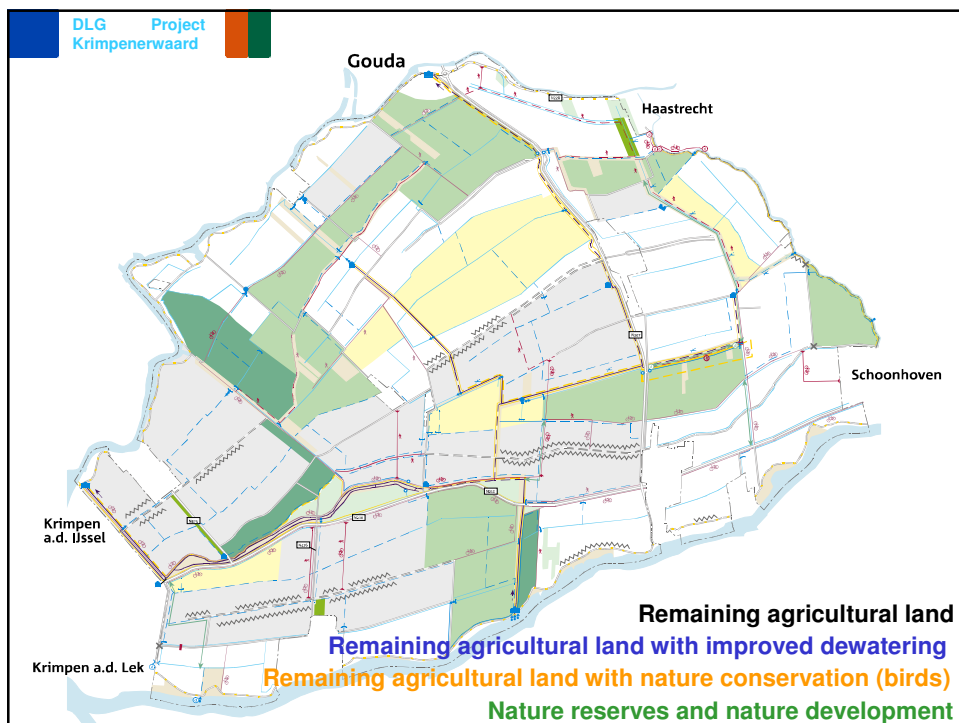 DLG Project
Krimpenerwaard
Gouda
Haastrecht
Schoonhoven
Krimpen
a.d. IJssel
Krimpen a.d. Lek
Remaining agricultural land
Remaining agricultural land with improved dewatering
Remaining agricultural land with nature conservation (birds)
Nature reserves and nature development